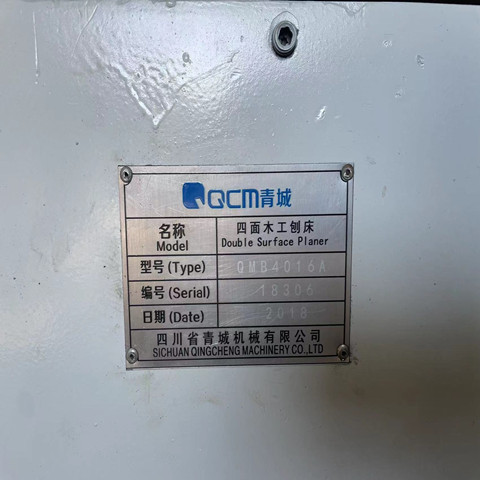 QCM青城
名称 四面木工刨床
Model Double Surface Planer
型号(Type) QMB4016A
编号(Serial) 18306
日期(Date) 2018
四川省青城机械有限公司
SICHUAN QINGCHENG MACHINERY CO.,LTD